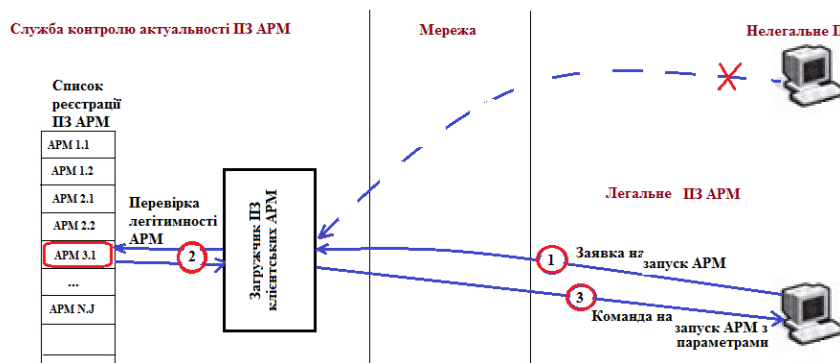 Служба контролю актуальності ПЗ АРМ
Мережа
Нелегальне П
Список
реєстрації
ПЗ АРМ
АРМ 1.1
АРМ 1.2
АРМ 2.1
АРМ 2.2
АРМ 3.1
...
АРМ N.J
Перевірка
легітимності
АРМ
2
Загружчик ПЗ
клієнтських АРМ
Легальне ПЗ АРМ
1
Заявка на
запуск АРМ
3
Команда на
запуск АРМ з
параметрами